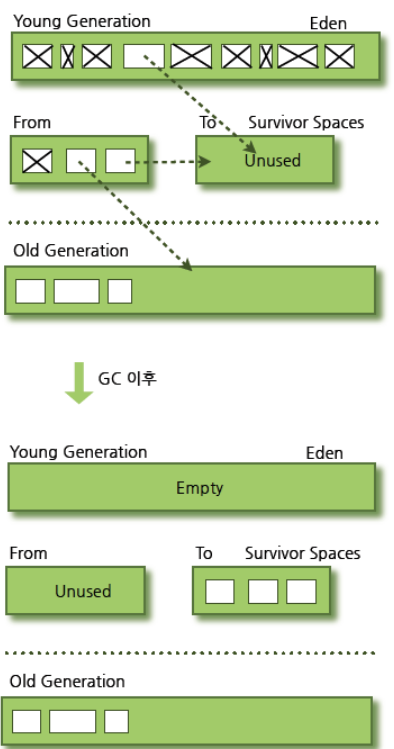 Young Generation Eden
From To Survivor Spaces
Unused
Old Generation
GC 이후
Young Generation Eden
Empty
From To Survivor Spaces
Unused
Old Generation